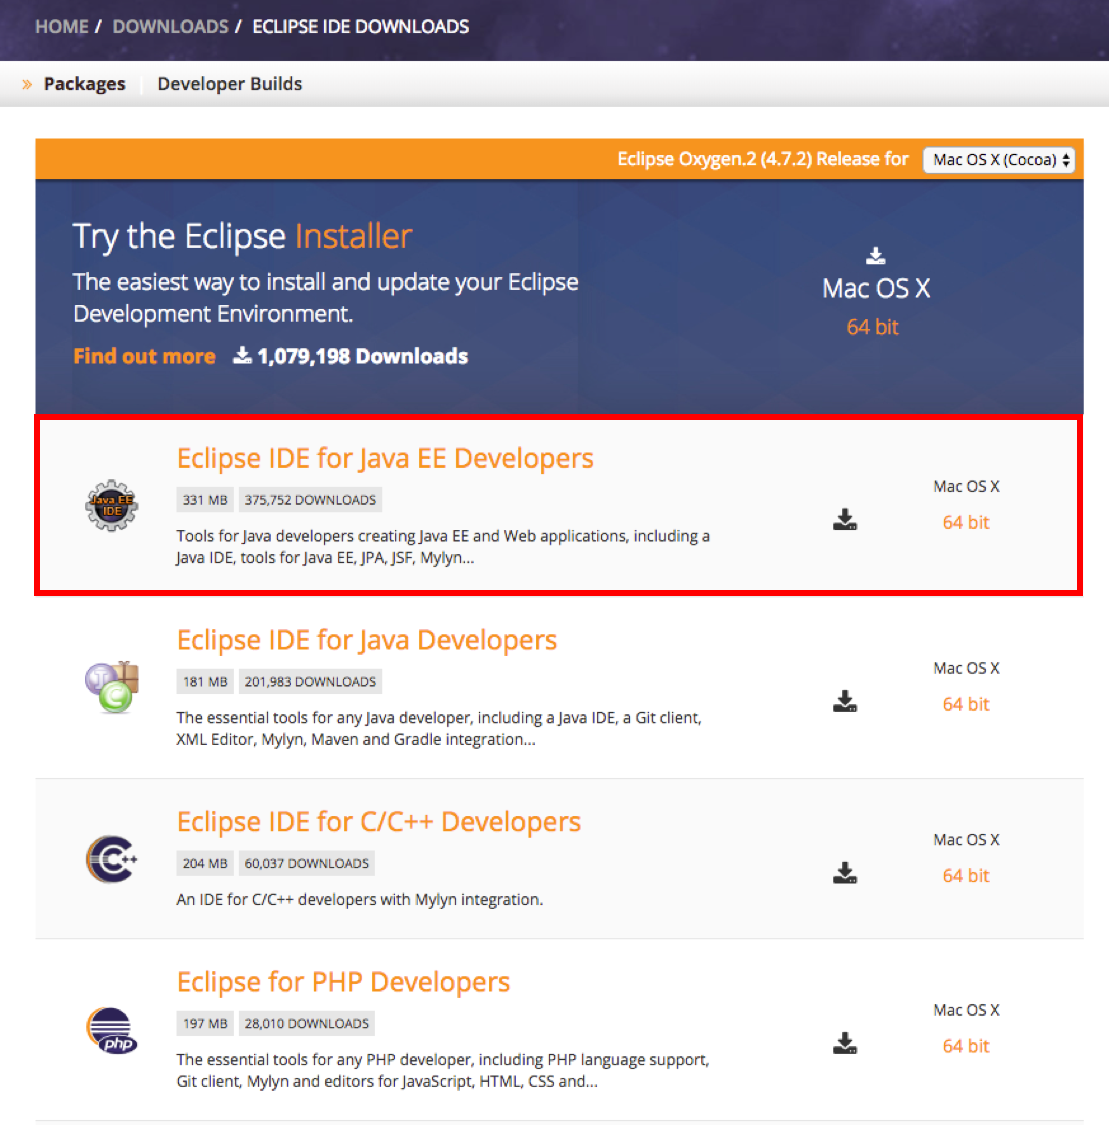 HOME / DOWNLOADS / ECLIPSE IDE DOWNLOADS
» Packages Developer Builds
Eclipse Oxygen.2 (4.7.2) Release for Mac OS X (Cocoa)
Try the Eclipse Installer
The easiest way to install and update your Eclipse
Development Environment.
Find out more 1,079,198 Downloads
Mac OS X
64 bit
Eclipse IDE for Java EE Developers
331 MB 375,752 DOWNLOADS
Tools for Java developers creating Java EE and Web applications, including a
Java IDE, tools for Java EE, JPA, JSF, Mylyn...
Java EE
IDE
Mac OS X
64 bit
Eclipse IDE for Java Developers
181 MB 201,983 DOWNLOADS
The essential tools for any Java developer, including a Java IDE, a Git client,
XML Editor, Mylyn, Maven and Gradle integration...
J
C
Mac OS X
64 bit
Eclipse IDE for C/C++ Developers
204 MB 60,037 DOWNLOADS
An IDE for C/C++ developers with Mylyn integration.
C++
Mac OS X
64 bit
Eclipse for PHP Developers
197 MB 28,010 DOWNLOADS
The essential tools for any PHP developer, including PHP language support,
Git client, Mylyn and editors for JavaScript, HTML, CSS and...
php
Mac OS X
64 bit